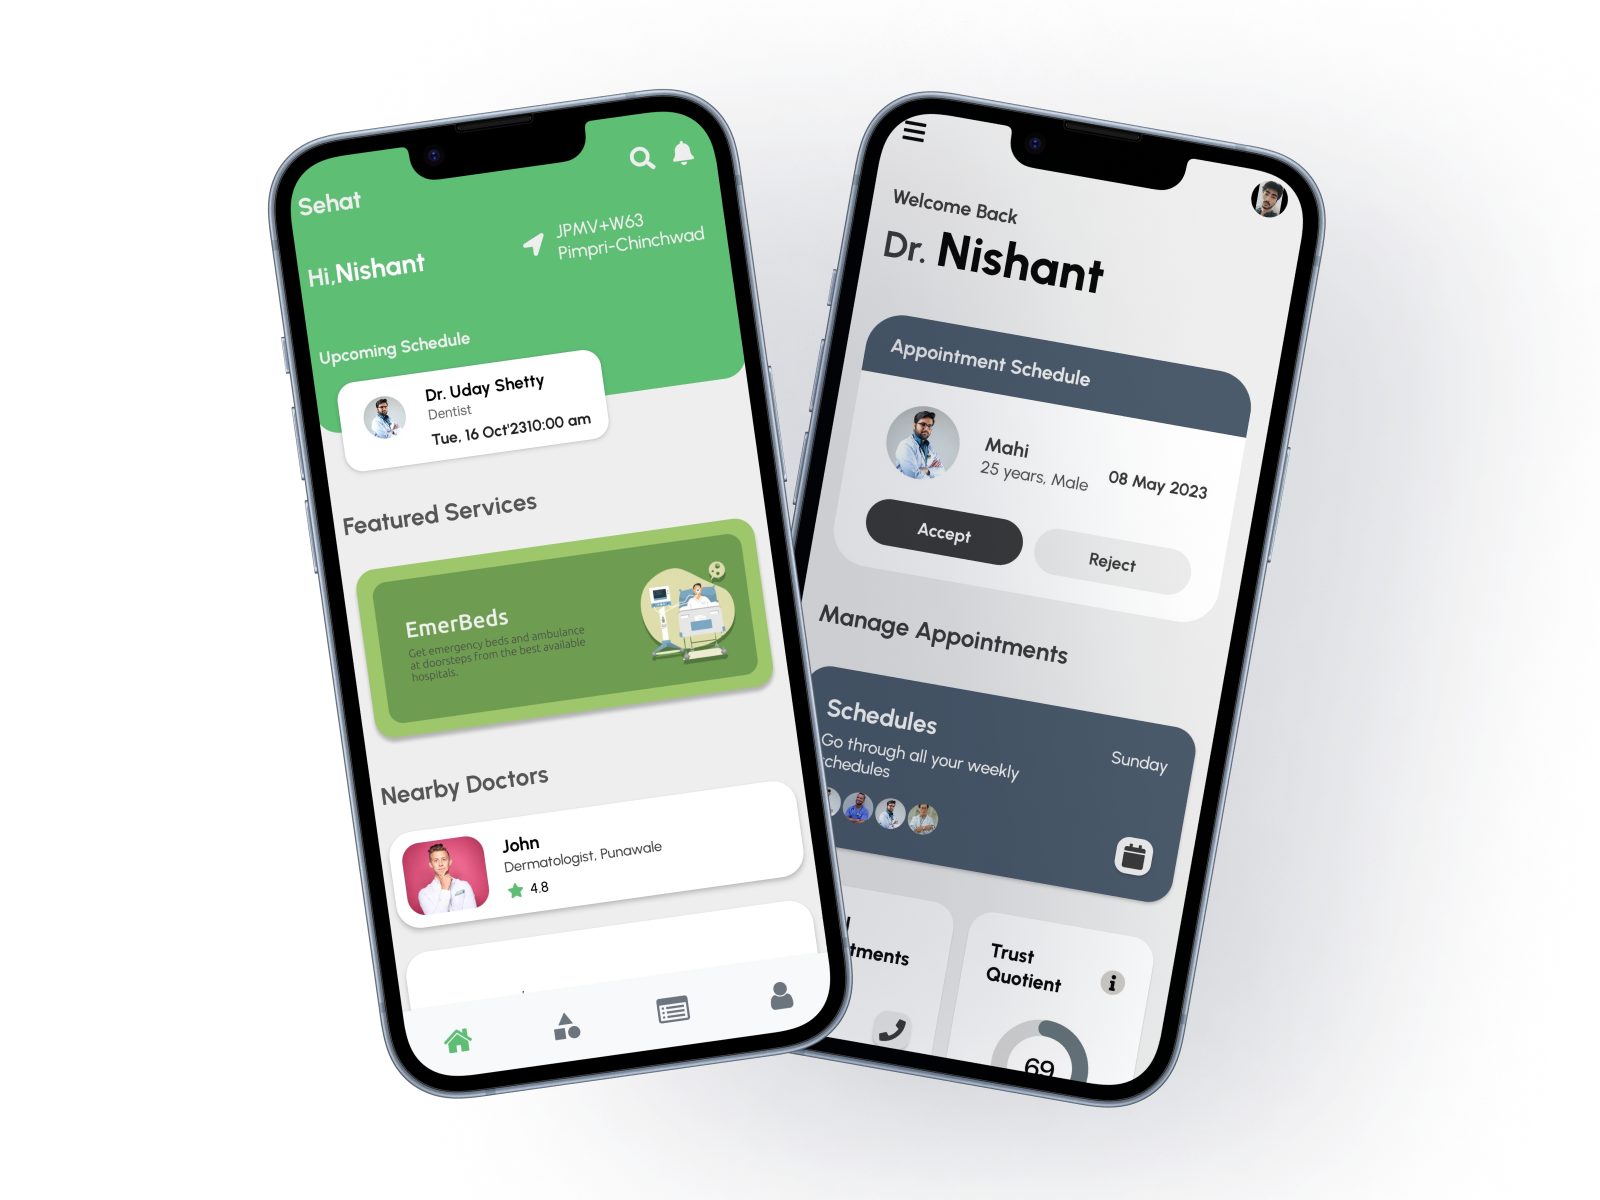 Sehat
JPMV+W63
Pimpri-Chinchwad
Hi,Nishant
Upcoming Schedule
Dr. Uday Shetty
Dentist
Tue, 16 Oct'2310:00 am
Featured Services
EmerBeds
Get emergency beds and ambulance
at doorsteps from the best available
hospitals.
Nearby Doctors
John
Dermatologist, Punawale
4.8
Welcome Back
Dr. Nishant
Appointment Schedule
Mahi
25 years, Male
08 May 2023
Accept
Reject
Manage Appointments
Schedules
Go through all your weekly
chedules
Sunday
tments
Trust
Quotient
69